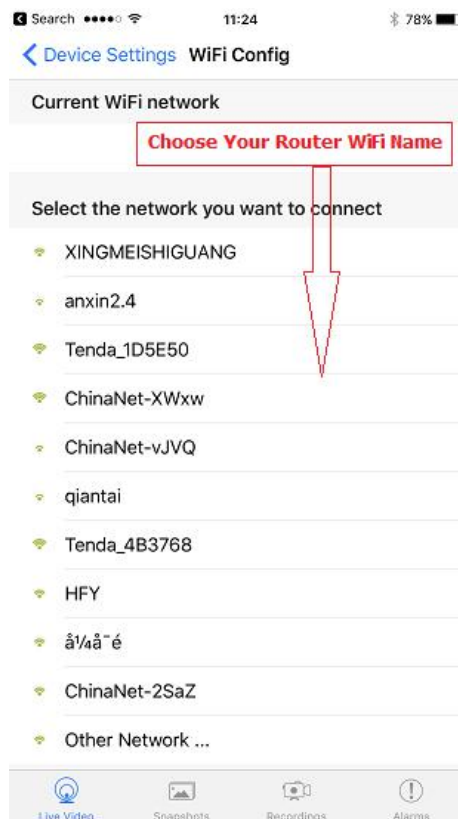 Search 11:24 78%
Device Settings WiFi Config
Current WiFi network
Choose Your Router WiFi Name
Select the network you want to connect
XINGMEISHIGUANG
anxin2.4
Tenda_1D5E50
ChinaNet-XWxw
ChinaNet-vJVQ
qiantai
Tenda_4B3768
HFY
å¼å¯é
ChinaNet-2SaZ
Other Network ...
Live Video Snapshots Recordings Alarms